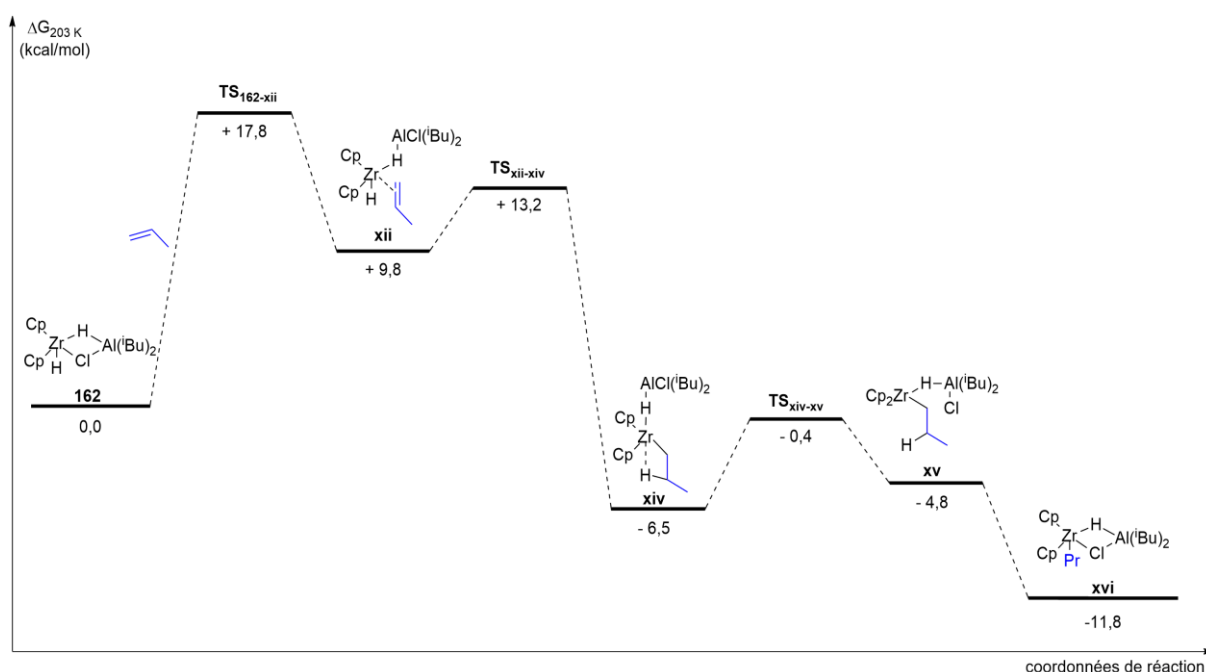 ΔG203 K
(kcal/mol)
TS162-xii
+ 17,8
AlCl(iBu)2
H
Cp
Zr
Cp
H
xii
+ 9,8
TSxii-xiv
+ 13,2
Cp
H
Zr
Al(iBu)2
Cp
Cl
H
162
0,0
AlCl(iBu)2
H
Cp
Zr
Cp
H
xiv
- 6,5
TSxiv-xv
- 0,4
H
Al(iBu)2
Cp2Zr
Cl
H
xv
- 4,8
Cp
H
Zr
Al(iBu)2
Cp
Cl
Pr
xvi
-11,8
coordonnées de réaction